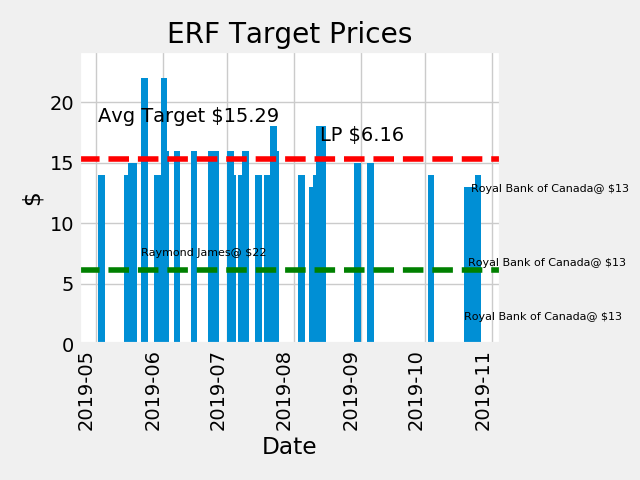 ERF Target Prices
Avg Target $15.29
LP $6.16
Royal Bank of Canada@ $13
Raymond James@ $22
Royal Bank of Canada@ $13
Royal Bank of Canada@ $13
$
20
15
10
5
0
2019-05
2019-06
2019-07
2019-08
2019-09
2019-10
2019-11
Date